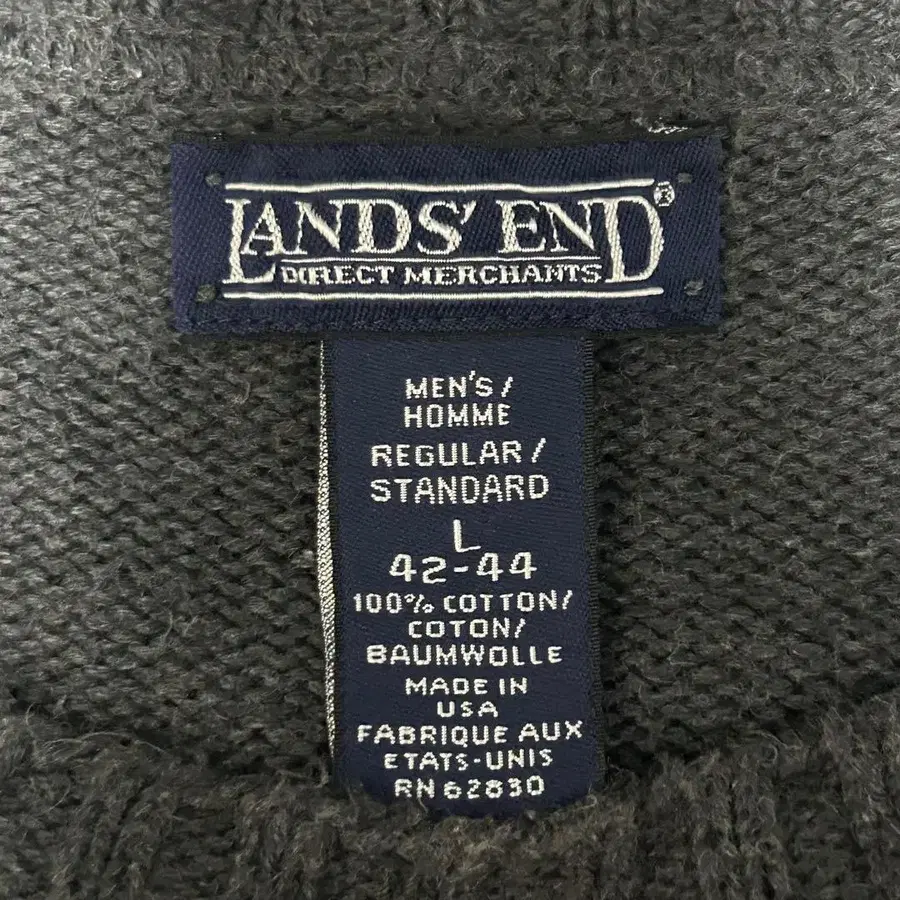 LANDS' END®
DIRECT MERCHANTS
MEN'S/
HOMME
REGULAR/
STANDARD
L
42-44
100% COTTON/
COTON/
BAUMWOLLE
MADE IN
USA
FABRIQUE AUX
ETATS-UNIS
RN 62830